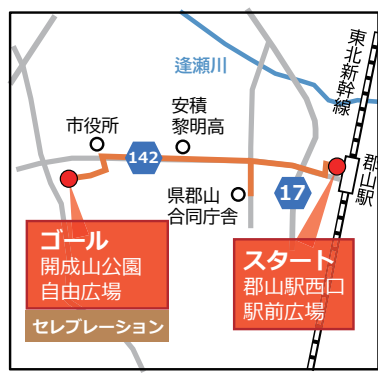 東北新幹線
逢瀬川
安積
黎明高
市役所
142
郡山駅
県郡山
合同庁舎
17
ゴール
開成山公園
自由広場
セレブレーション
スタート
郡山駅西口
駅前広場